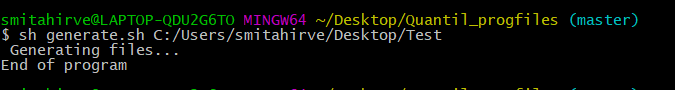 smitahirve@LAPTOP-QDU2G6TO MINGW64 ~/Desktop/Quantil_progfiles (master)
$ sh generate.sh C:/Users/smitahirve/Desktop/Test
 Generating files...
End of program